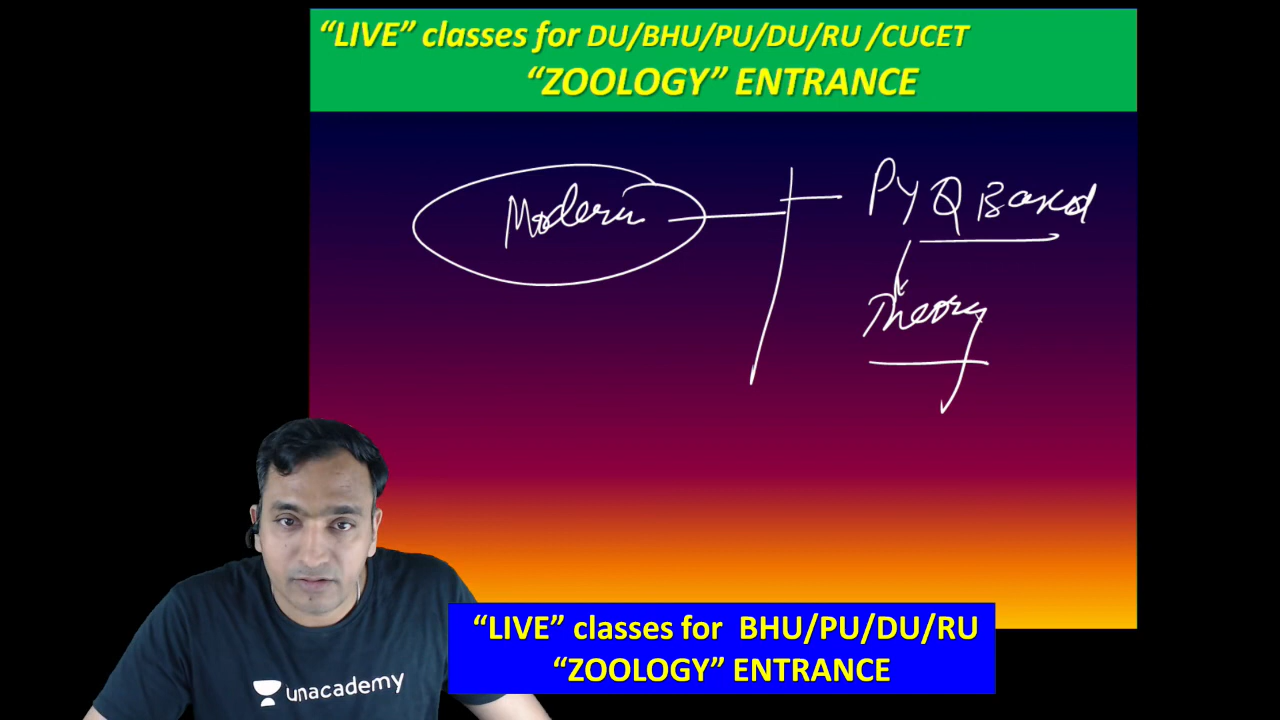 “LIVE” classes for DU/BHU/PU/DU/RU /CUCET
“ZOOLOGY” ENTRANCE
Modern
PYQ Based
Theory
unacademy
“LIVE” classes for BHU/PU/DU/RU
“ZOOLOGY” ENTRANCE